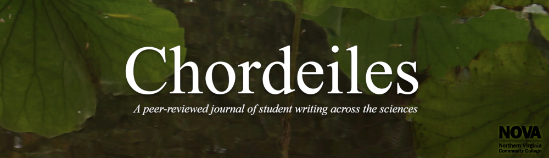 Chordeiles
A peer-reviewed journal of student writing across the sciences
NOVA
Northern Virginia
Community College